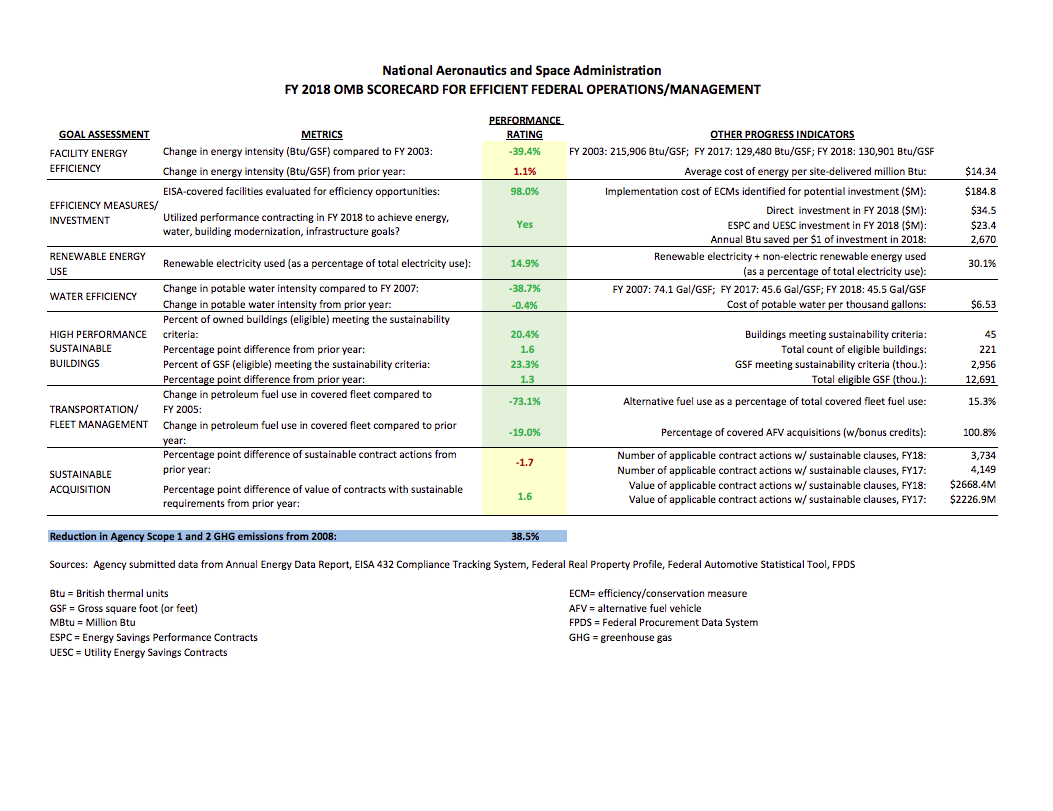 National Aeronautics and Space Administration
FY 2018 OMB SCORECARD FOR EFFICIENT FEDERAL OPERATIONS/MANAGEMENT
PERFORMANCE
GOAL ASSESSMENT METRICS RATING OTHER PROGRESS INDICATORS
FACILITY ENERGY
EFFICIENCY
Change in energy intensity (Btu/GSF) compared to FY 2003: -39.4% FY 2003: 215,906 Btu/GSF; FY 2017: 129,480 Btu/GSF; FY 2018: 130,901 Btu/GSF
Change in energy intensity (Btu/GSF) from prior year: 1.1% Average cost of energy per site-delivered million Btu: $14.34
EFFICIENCY MEASURES/
INVESTMENT
EISA-covered facilities evaluated for efficiency opportunities: 98.0% Implementation cost of ECMs identified for potential investment ($M): $184.8
Utilized performance contracting in FY 2018 to achieve energy,
water, building modernization, infrastructure goals?
Yes
Direct investment in FY 2018 ($M): $34.5
ESPC and UESC investment in FY 2018 ($M): $23.4
Annual Btu saved per $1 of investment in 2018: 2,670
RENEWABLE ENERGY
USE
Renewable electricity used (as a percentage of total electricity use): 14.9%
Renewable electricity + non-electric renewable energy used
(as a percentage of total electricity use):
30.1%
WATER EFFICIENCY
Change in potable water intensity compared to FY 2007: -38.7% FY 2007: 74.1 Gal/GSF; FY 2017: 45.6 Gal/GSF; FY 2018: 45.5 Gal/GSF
Change in potable water intensity from prior year: -0.4% Cost of potable water per thousand gallons: $6.53
HIGH PERFORMANCE
SUSTAINABLE
BUILDINGS
Percent of owned buildings (eligible) meeting the sustainability
criteria: 20.4% Buildings meeting sustainability criteria: 45
Percentage point difference from prior year: 1.6 Total count of eligible buildings: 221
Percent of GSF (eligible) meeting the sustainability criteria: 23.3% GSF meeting sustainability criteria (thou.): 2,956
Percentage point difference from prior year: 1.3 Total eligible GSF (thou.): 12,691
TRANSPORTATION/
FLEET MANAGEMENT
Change in petroleum fuel use in covered fleet compared to
FY 2005:
-73.1% Alternative fuel use as a percentage of total covered fleet fuel use: 15.3%
Change in petroleum fuel use in covered fleet compared to prior
year:
-19.0% Percentage of covered AFV acquisitions (w/bonus credits): 100.8%
SUSTAINABLE
ACQUISITION
Percentage point difference of sustainable contract actions from
prior year:
-1.7
Number of applicable contract actions w/ sustainable clauses, FY18: 3,734
Number of applicable contract actions w/ sustainable clauses, FY17: 4,149
Percentage point difference of value of contracts with sustainable
requirements from prior year:
1.6
Value of applicable contract actions w/ sustainable clauses, FY18: $2668.4M
Value of applicable contract actions w/ sustainable clauses, FY17: $2226.9M
Reduction in Agency Scope 1 and 2 GHG emissions from 2008: 38.5%
Sources: Agency submitted data from Annual Energy Data Report, EISA 432 Compliance Tracking System, Federal Real Property Profile, Federal Automotive Statistical Tool, FPDS
Btu = British thermal units
GSF = Gross square foot (or feet)
MBtu = Million Btu
ESPC = Energy Savings Performance Contracts
UESC = Utility Energy Savings Contracts
ECM= efficiency/conservation measure
AFV = alternative fuel vehicle
FPDS = Federal Procurement Data System
GHG = greenhouse gas